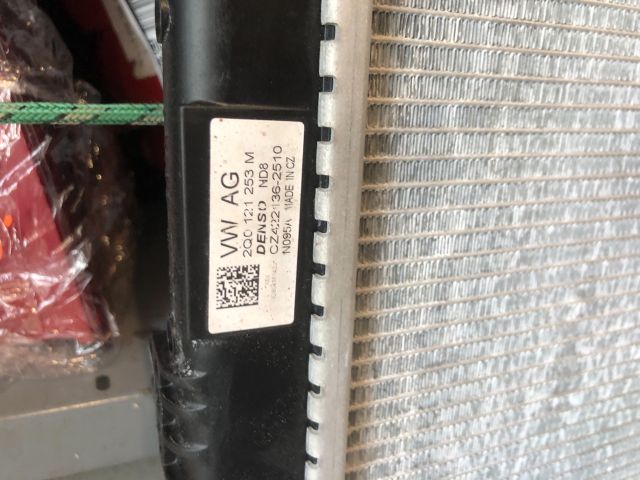 VW AG
2Q0 121 253 M
DENSO ND8
CZ422136-2510
N095A MADE IN CZ